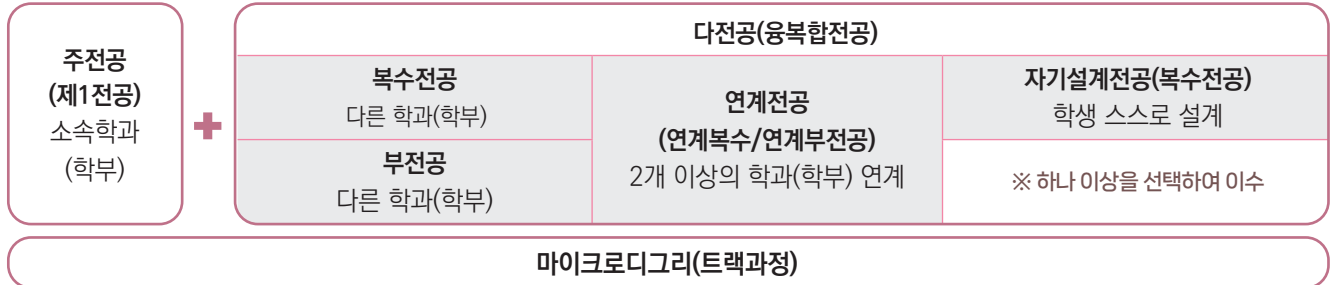 주전공
(제1전공)
소속학과
(학부)
다전공(융복합전공)
복수전공
다른 학과(학부)
부전공
다른 학과(학부)
연계전공
(연계복수/연계부전공)
2개 이상의 학과(학부) 연계
자기설계전공(복수전공)
학생 스스로 설계
※ 하나 이상을 선택하여 이수
마이크로디그리(트랙과정)